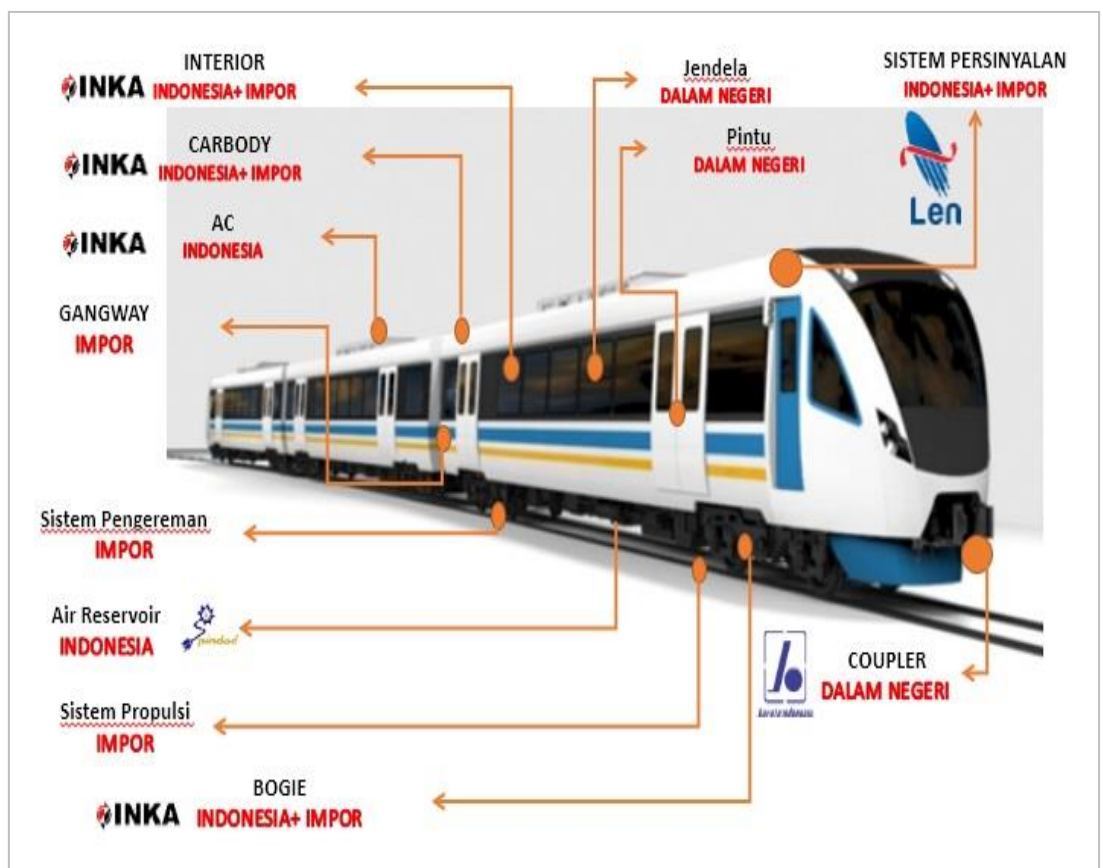 INTERIOR
INKA INDONESIA+ IMPOR
CARBODY
INKA INDONESIA+ IMPOR
AC
INKA INDONESIA
GANGWAY
IMPOR
Jendela
DALAM NEGERI
Pintu
DALAM NEGERI
SISTEM PERSINYALAN
INDONESIA+ IMPOR
Len
Sistem Pengereman
IMPOR
Air Reservoir
INDONESIA
pindad
Sistem Propulsi
IMPOR
BOGIE
INKA INDONESIA+ IMPOR
COUPLER
DALAM NEGERI